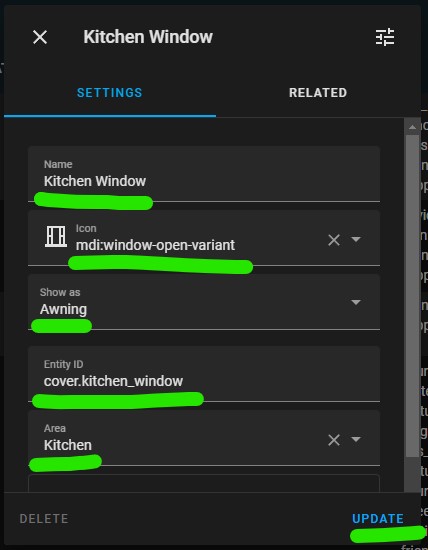 Kitchen Window
SETTINGS RELATED
Name
Kitchen Window
Icon
mdi:window-open-variant
Show as
Awning
Entity ID
cover.kitchen_window
Area
Kitchen
DELETE UPDATE